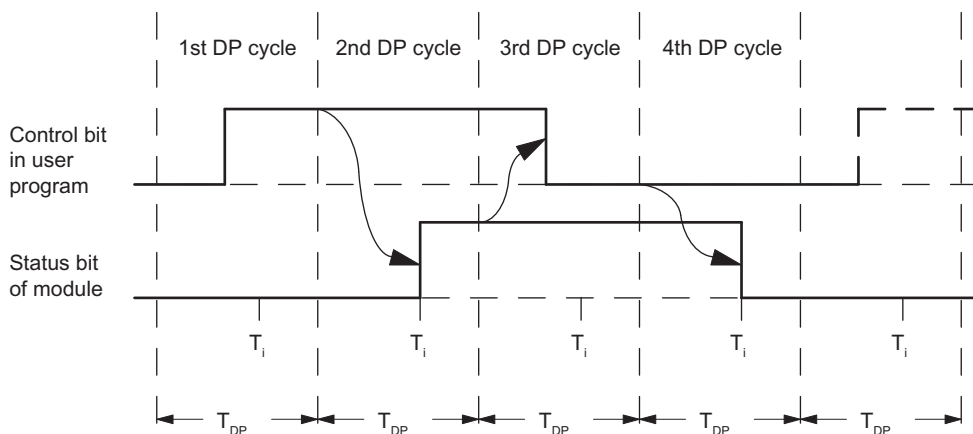 1st DP cycle 2nd DP cycle 3rd DP cycle 4th DP cycle
Control bit
in user
program
Status bit
of module
Ti Ti Ti Ti Ti
TDP TDP TDP TDP TDP